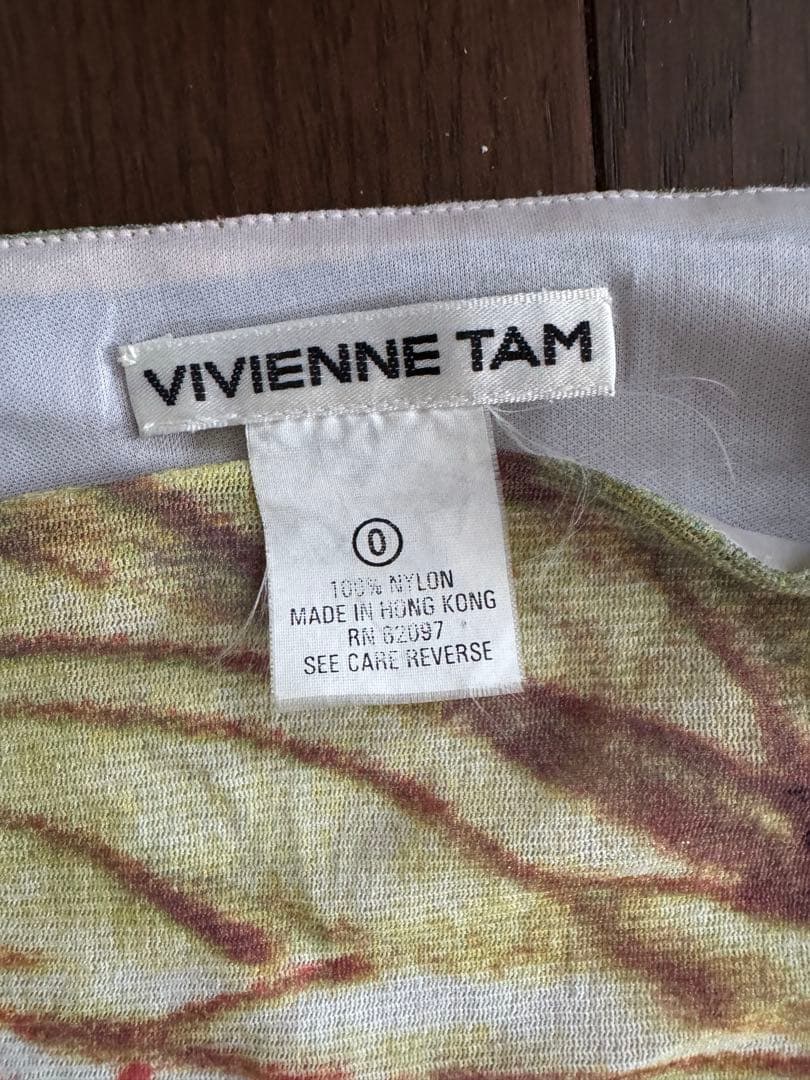 VIVIENNE TAM
0
100% NYLON
MADE IN HONG KONG
RN 62097
SEE CARE REVERSE